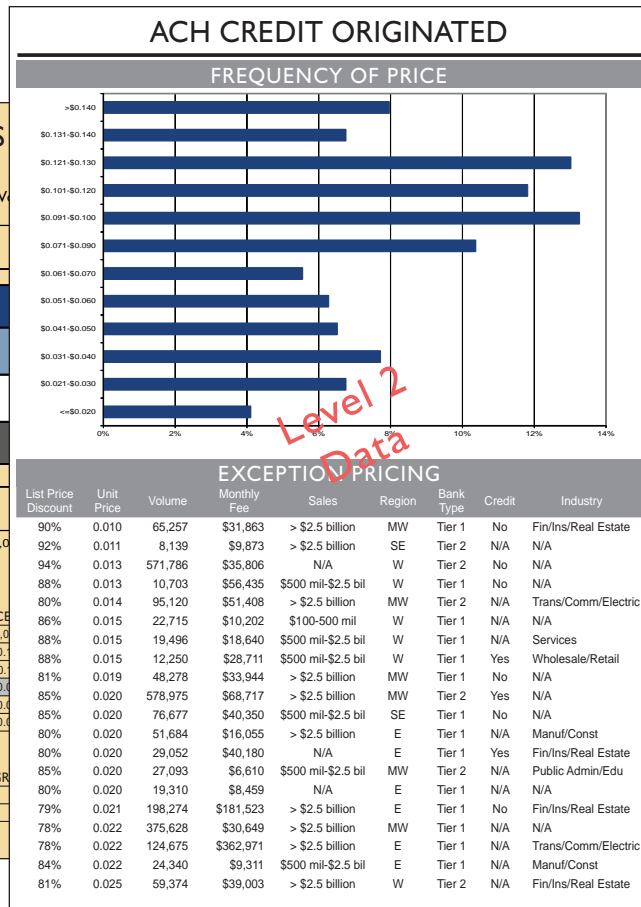 ACH CREDIT ORIGINATED
FREQUENCY OF PRICE
>$0.140
$0.131-$0.140
$0.121-$0.130
$0.101-$0.120
$0.091-$0.100
$0.071-$0.090
$0.061-$0.070
$0.051-$0.060
$0.041-$0.050
$0.031-$0.040
$0.021-$0.030
<=$0.020
0% 2% 4% 6% 8% 10% 12% 14%
Level 2
Data
EXCEPTION PRICING
List Price Discount Unit Price Volume Monthly Fee Sales Region Bank Type Credit Industry
90% 0.010 65,257 $31,863 > $2.5 billion MW Tier 1 No Fin/Ins/Real Estate
92% 0.011 8,139 $9,873 > $2.5 billion SE Tier 2 N/A N/A
94% 0.013 571,786 $35,806 N/A W Tier 2 No N/A
88% 0.013 10,703 $56,435 $500 mil-$2.5 bil W Tier 1 No N/A
80% 0.014 95,120 $51,408 > $2.5 billion MW Tier 2 N/A Trans/Comm/Electric
86% 0.015 22,715 $10,202 $100-500 mil W Tier 1 N/A N/A
88% 0.015 19,496 $18,640 $500 mil-$2.5 bil W Tier 1 N/A Services
88% 0.015 12,250 $28,711 $500 mil-$2.5 bil W Tier 1 Yes Wholesale/Retail
81% 0.019 48,278 $33,944 > $2.5 billion MW Tier 1 No N/A
85% 0.020 578,975 $68,717 > $2.5 billion MW Tier 2 Yes N/A
85% 0.020 76,677 $40,350 $500 mil-$2.5 bil SE Tier 1 No N/A
80% 0.020 51,684 $16,055 > $2.5 billion E Tier 1 N/A Manuf/Const
80% 0.020 29,052 $40,180 N/A E Tier 1 Yes Fin/Ins/Real Estate
85% 0.020 27,093 $6,610 $500 mil-$2.5 bil MW Tier 2 N/A Public Admin/Edu
80% 0.020 19,310 $8,459 N/A E Tier 1 N/A N/A
79% 0.021 198,274 $181,523 > $2.5 billion E Tier 1 No Fin/Ins/Real Estate
78% 0.022 375,628 $30,649 > $2.5 billion MW Tier 1 N/A N/A
78% 0.022 124,675 $362,971 > $2.5 billion E Tier 1 N/A Trans/Comm/Electric
84% 0.022 24,340 $9,311 $500 mil-$2.5 bil E Tier 1 N/A Manuf/Const
81% 0.025 59,374 $39,003 > $2.5 billion W Tier 2 N/A Fin/Ins/Real Estate